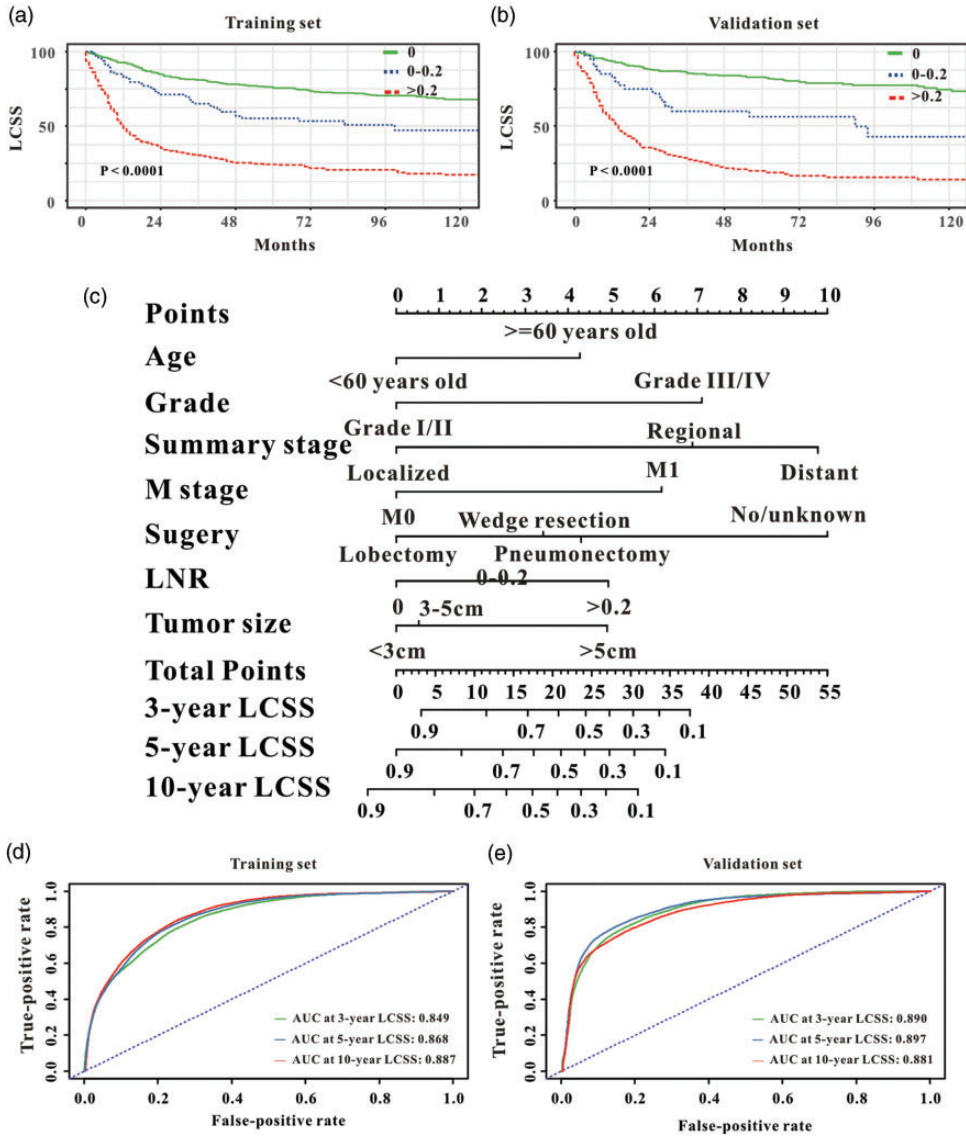 (a)
Training set
100
50
0
LCSS
0
0-0.2
>0.2
P < 0.0001
0 24 48 72 96 120
Months
(b)
Validation set
100
50
0
LCSS
0
0-0.2
>0.2
P < 0.0001
0 24 48 72 96 120
Months
(c)
Points
0 1 2 3 4 5 6 7 8 9 10
>=60 years old
Age
<60 years old
Grade III/IV
Grade
Grade I/II
Regional
Summary stage
Localized
M1
Distant
M stage
M0
Wedge resection
No/unknown
Sugery
Lobectomy
Pneumonectomy
0-0.2
LNR
0
3-5cm
>0.2
Tumor size
<3cm
>5cm
Total Points
0 5 10 15 20 25 30 35 40 45 50 55
3-year LCSS
0.9 0.7 0.5 0.3 0.1
5-year LCSS
0.9 0.7 0.5 0.3 0.1
10-year LCSS
0.9 0.7 0.5 0.3 0.1
(d)
Training set
True-positive rate
1.0
0.8
0.6
0.4
0.2
0.0
AUC at 3-year LCSS: 0.849
AUC at 5-year LCSS: 0.868
AUC at 10-year LCSS: 0.887
0.0 0.2 0.4 0.6 0.8 1.0
False-positive rate
(e)
Validation set
True-positive rate
1.0
0.8
0.6
0.4
0.2
0.0
AUC at 3-year LCSS: 0.890
AUC at 5-year LCSS: 0.897
AUC at 10-year LCSS: 0.881
0.0 0.2 0.4 0.6 0.8 1.0
False-positive rate